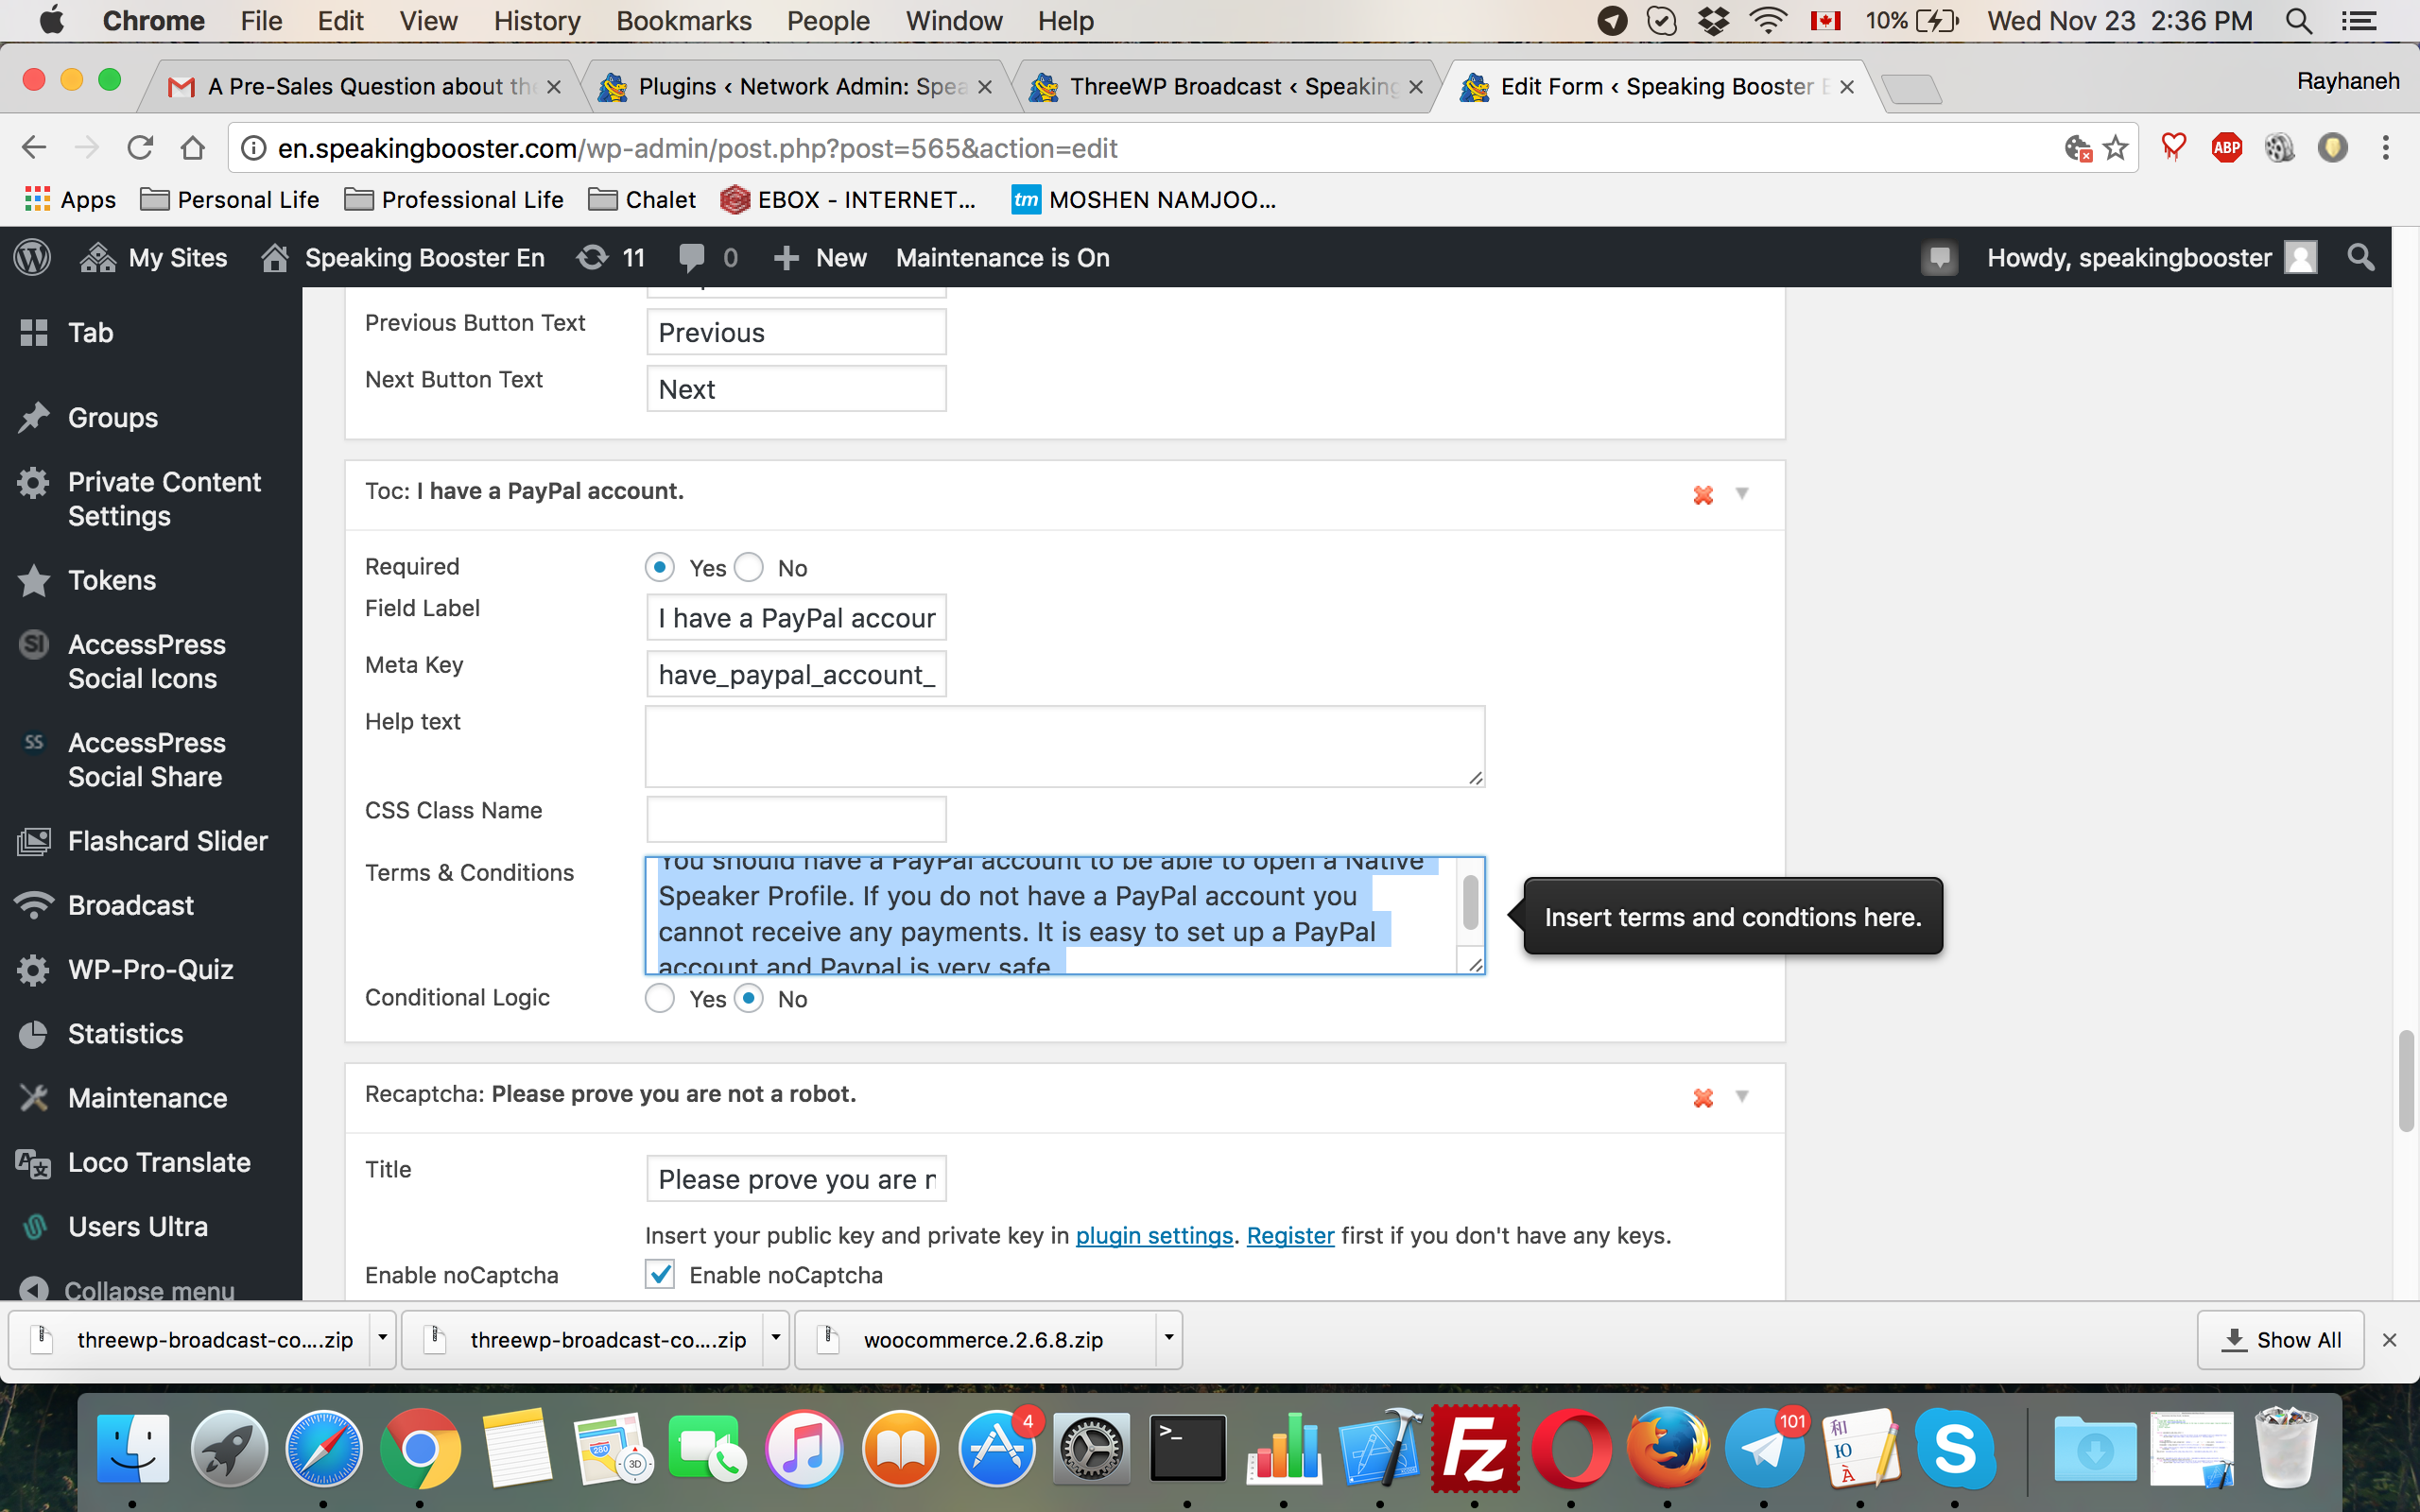 Chrome File Edit View History Bookmarks People Window Help 10% Wed Nov 23 2:36 PM
A Pre-Sales Question about the Plugins ‹ Network Admin: Spea ThreeWP Broadcast ‹ Speaking Edit Form ‹ Speaking Booster E Rayhaneh
en.speakingbooster.com/wp-admin/post.php?post=565&action=edit ABP
Apps Personal Life Professional Life Chalet EBOX - INTERNET... tm MOSHEN NAMJOO...
My Sites Speaking Booster En 11 0 New Maintenance is On Howdy, speakingbooster
Tab
Groups
Private Content
Settings
Tokens
SI AccessPress
Social Icons
SS AccessPress
Social Share
Flashcard Slider
Broadcast
WP-Pro-Quiz
Statistics
Maintenance
Loco Translate
Users Ultra
Collapse menu
Previous Button Text Previous
Next Button Text Next
Toc: I have a PayPal account.
Required Yes No
Field Label I have a PayPal accour
Meta Key have_paypal_account_
Help text
CSS Class Name
Terms & Conditions
You should have a PayPal account to be able to open a Native
Speaker Profile. If you do not have a PayPal account you
cannot receive any payments. It is easy to set up a PayPal
account and Paypal is very safe.
Insert terms and condtions here.
Conditional Logic Yes No
Recaptcha: Please prove you are not a robot.
Title Please prove you are r
Insert your public key and private key in plugin settings. Register first if you don't have any keys.
Enable noCaptcha Enable noCaptcha
threewp-broadcast-co....zip threewp-broadcast-co....zip woocommerce.2.6.8.zip Show All
280 3D 4 >_ Fz 101 和 Ю À S